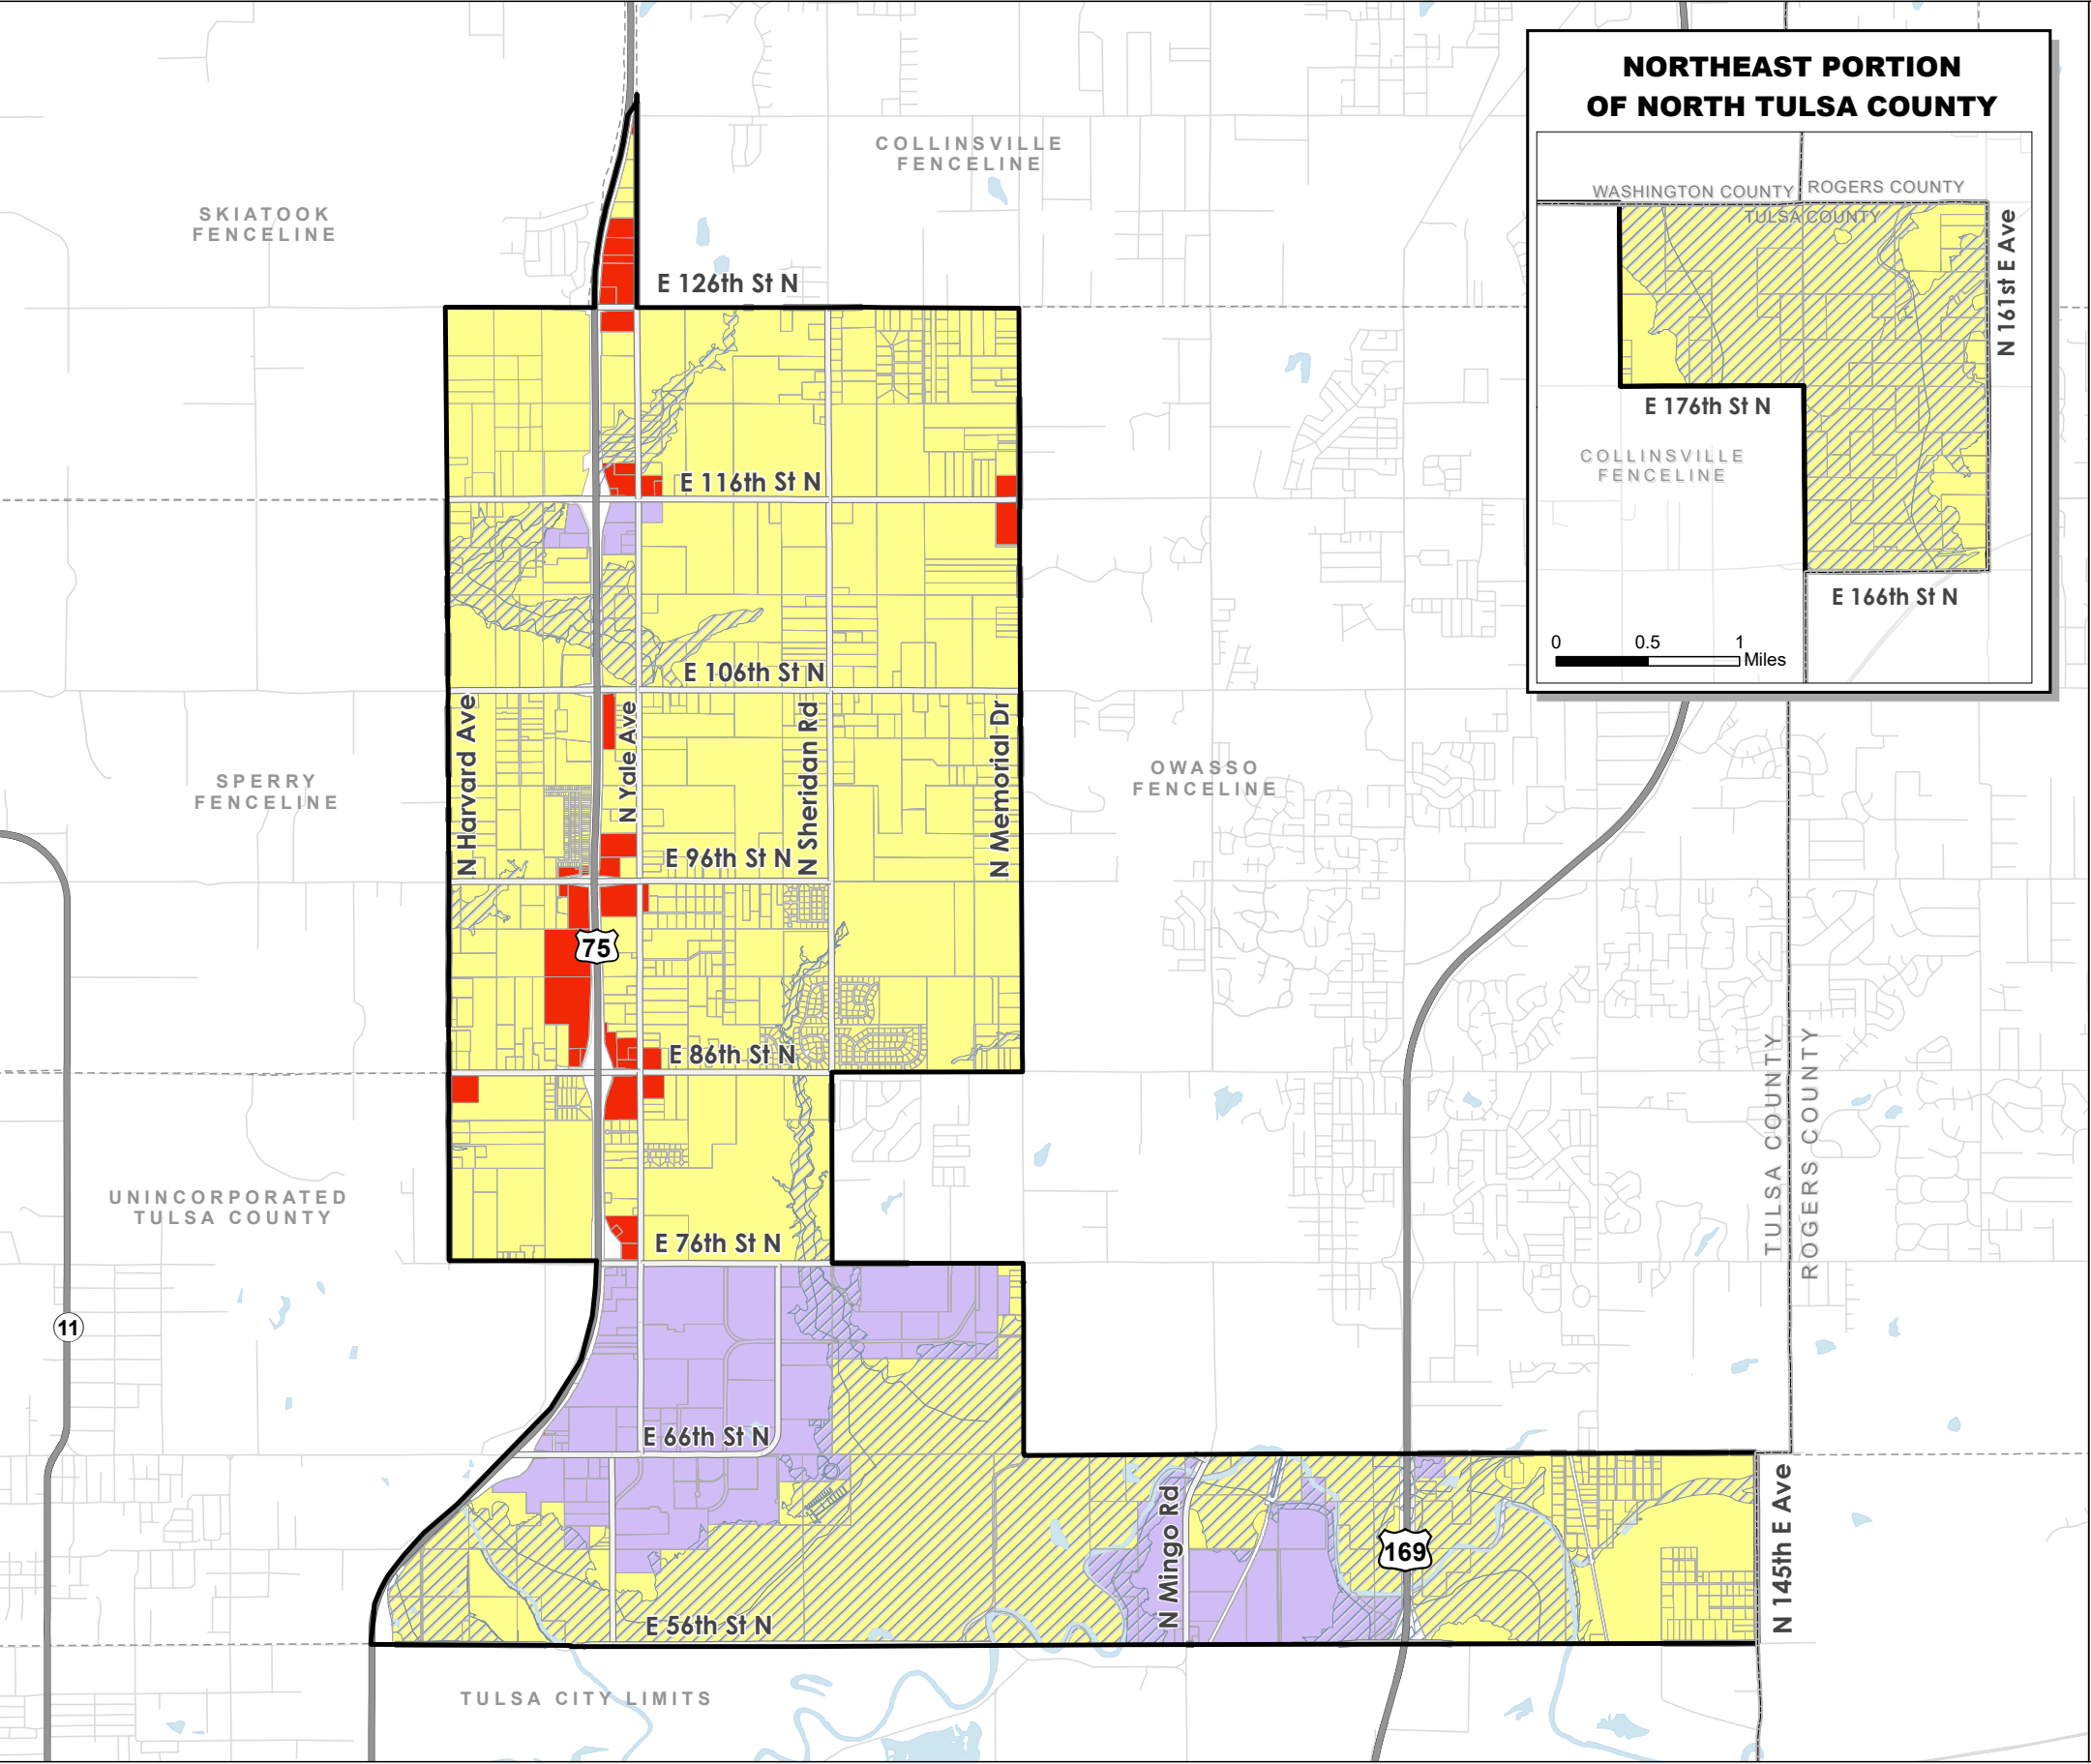 NORTHEAST PORTION
OF NORTH TULSA COUNTY
WASHINGTON COUNTY
ROGERS COUNTY
TULSA COUNTY
N 161st E Ave
E 176th St N
COLLINSVILLE
FENCELINE
E 166th St N
0 0.5 1
Miles
COLLINSVILLE
FENCELINE
SKIATOOK
FENCELINE
E 126th St N
E 116th St N
E 106th St N
N Harvard Ave
N Yale Ave
N Sheridan Rd
N Memorial Dr
SPERRY
FENCELINE
OWASSO
FENCELINE
E 96th St N
75
E 86th St N
TULSA COUNTY
ROGERS COUNTY
UNINCORPORATED
TULSA COUNTY
E 76th St N
11
E 66th St N
N Mingo Rd
169
N 145th E Ave
E 56th St N
TULSA CITY LIMITS